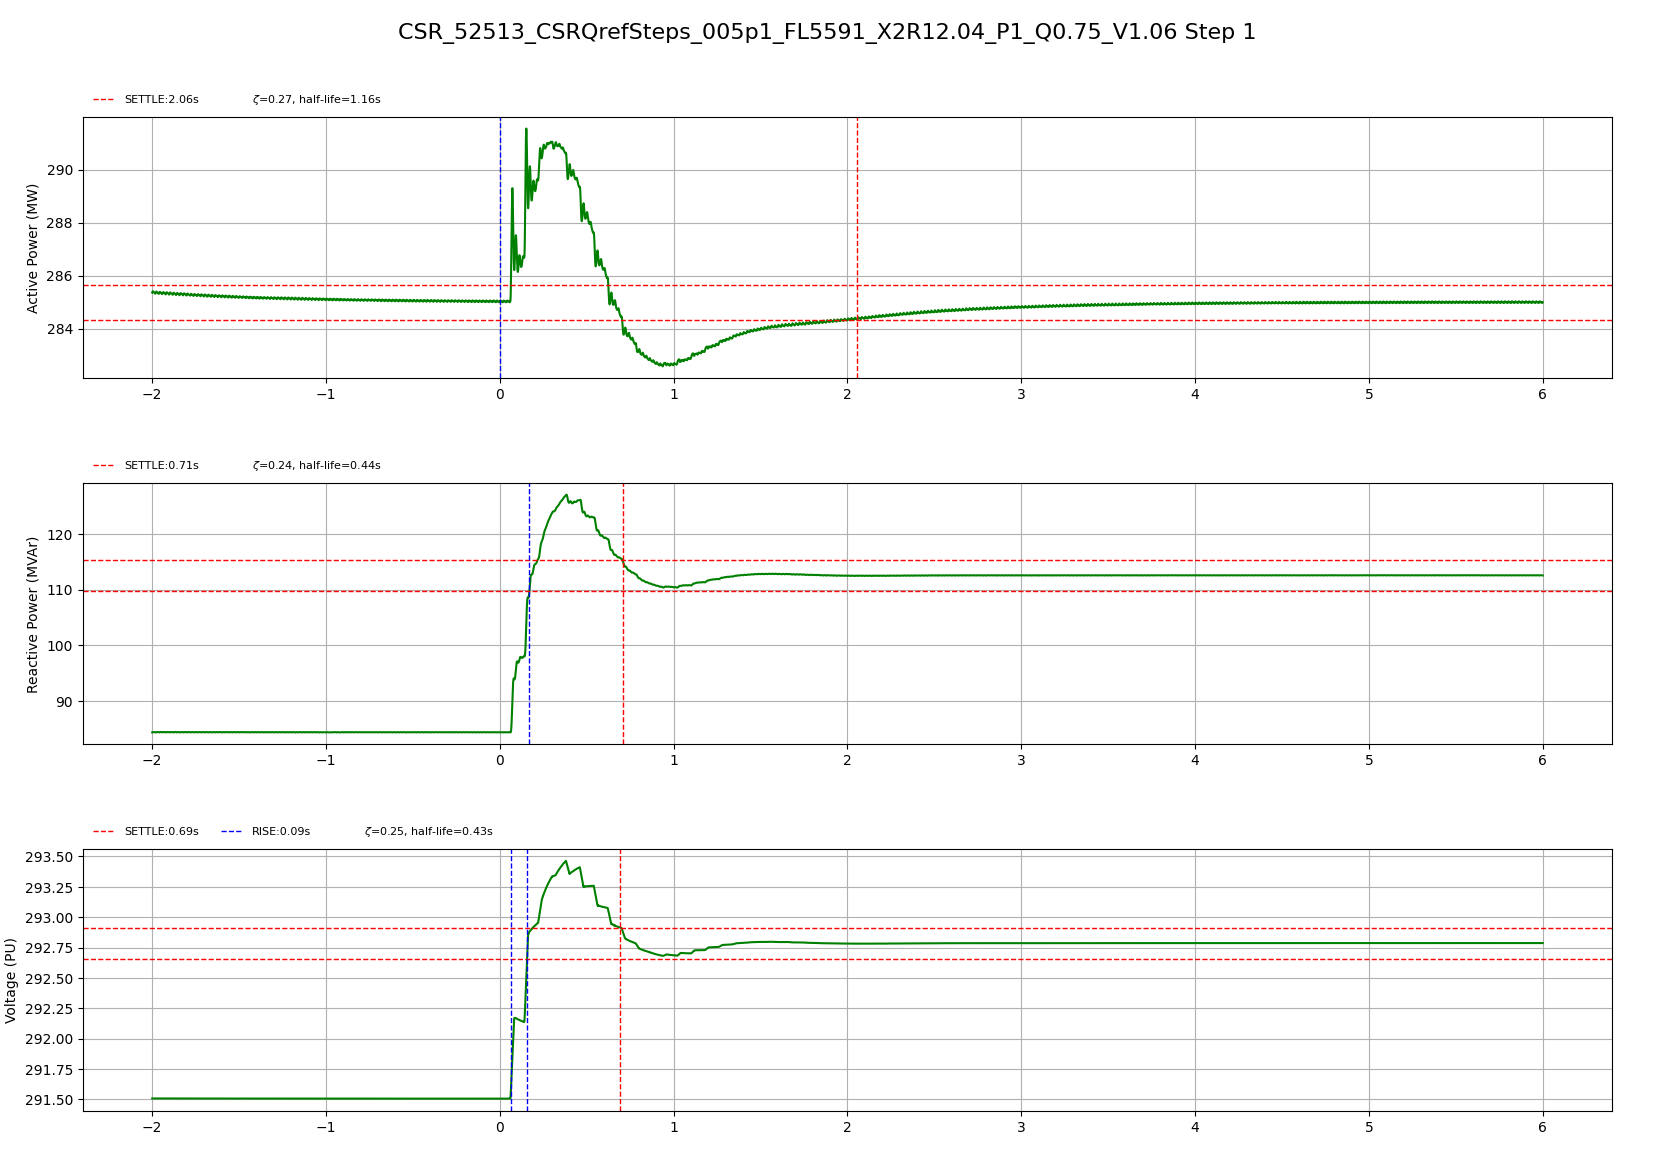 CSR_52513_CSRQrefSteps_005p1_FL5591_X2R12.04_P1_Q0.75_V1.06 Step 1
SETTLE:2.06s ζ=0.27, half-life=1.16s
Active Power (MW)
290
288
286
284
−2 −1 0 1 2 3 4 5 6
SETTLE:0.71s ζ=0.24, half-life=0.44s
Reactive Power (MVAr)
120
110
100
90
−2 −1 0 1 2 3 4 5 6
SETTLE:0.69s RISE:0.09s ζ=0.25, half-life=0.43s
Voltage (PU)
293.50
293.25
293.00
292.75
292.50
292.25
292.00
291.75
291.50
−2 −1 0 1 2 3 4 5 6